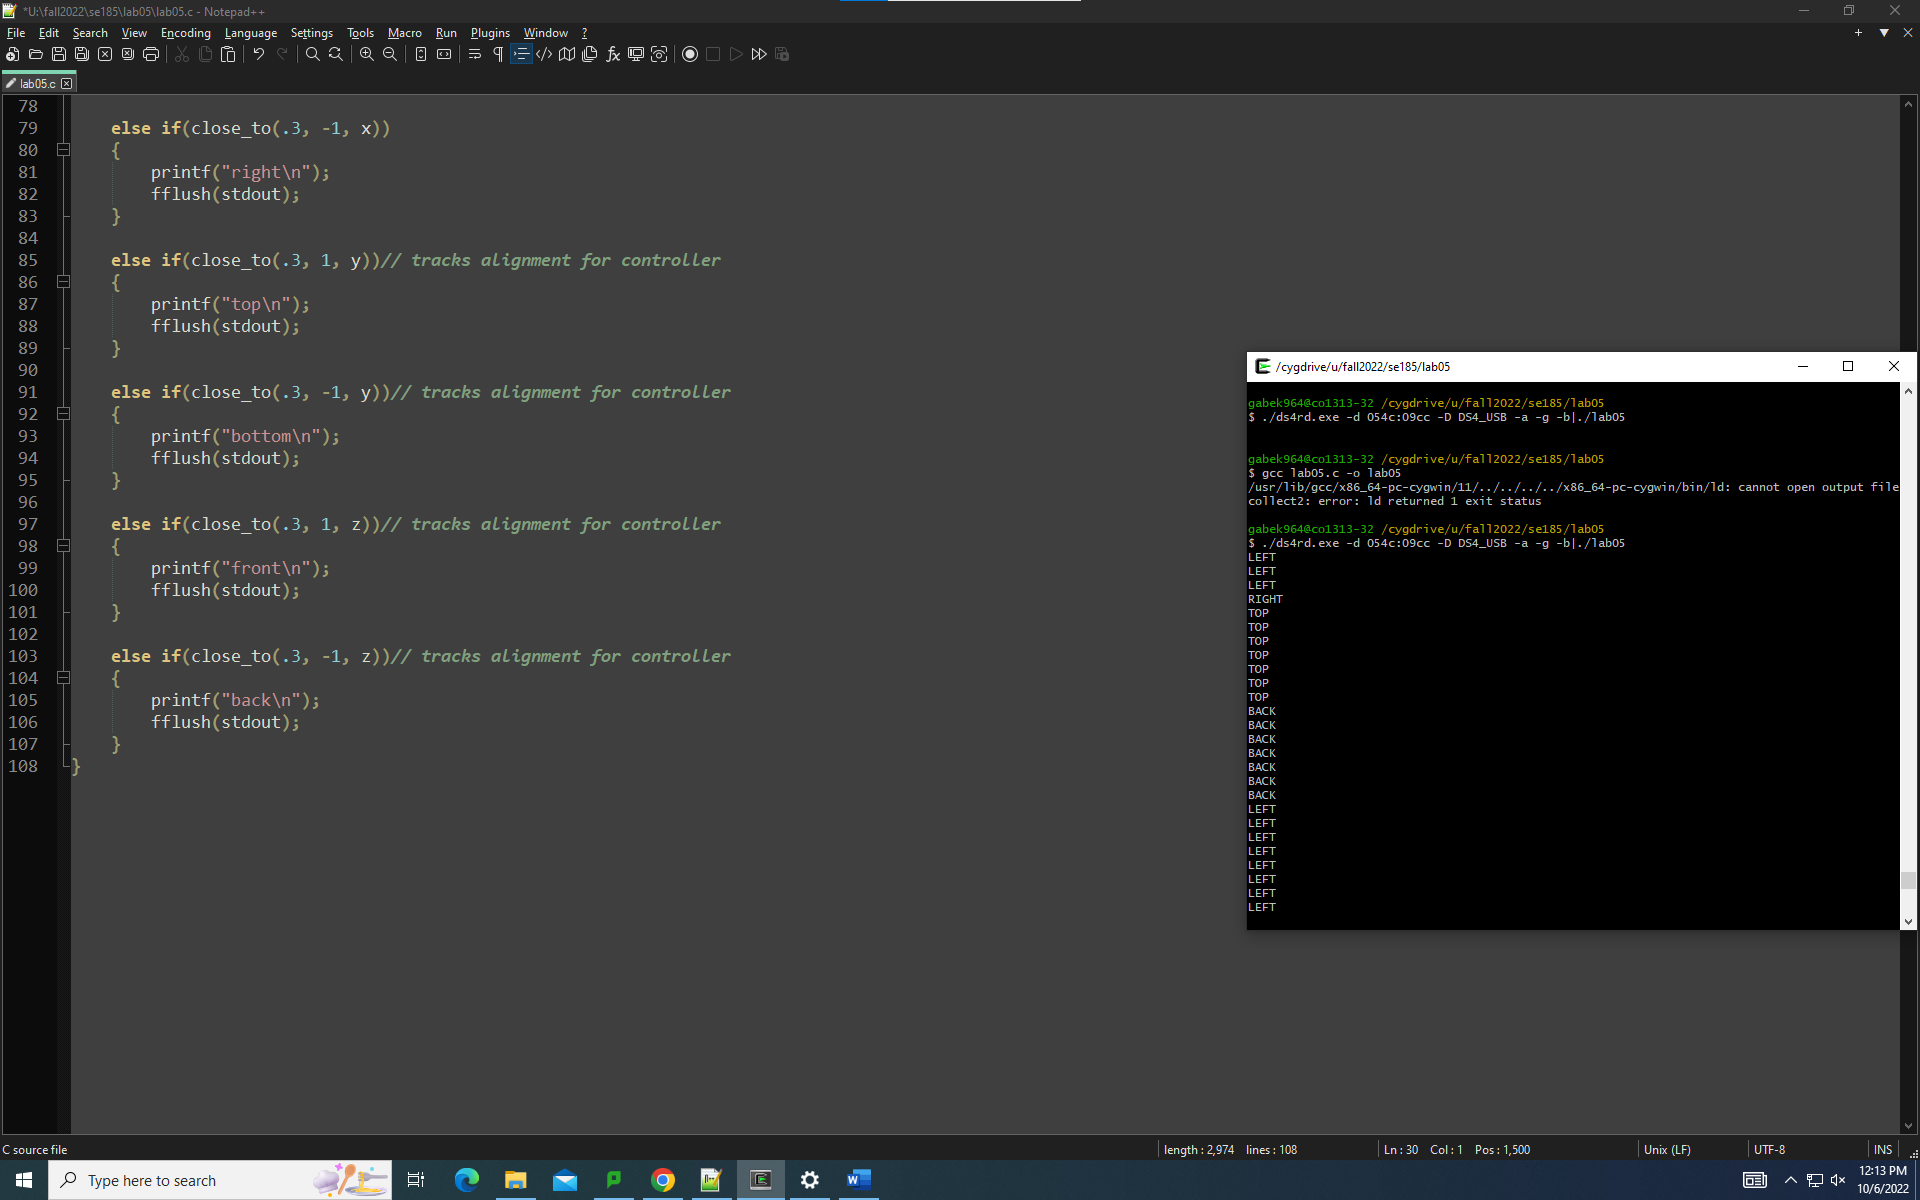 *U:\fall2022\se185\lab05\lab05.c - Notepad++
File Edit Search View Encoding Language Settings Tools Macro Run Plugins Window ?
lab05.c
78
79 else if(close_to(.3, -1, x))
80 {
81 printf("right\n");
82 fflush(stdout);
83 }
84
85 else if(close_to(.3, 1, y))// tracks alignment for controller
86 {
87 printf("top\n");
88 fflush(stdout);
89 }
90
91 else if(close_to(.3, -1, y))// tracks alignment for controller
92 {
93 printf("bottom\n");
94 fflush(stdout);
95 }
96
97 else if(close_to(.3, 1, z))// tracks alignment for controller
98 {
99 printf("front\n");
100 fflush(stdout);
101 }
102
103 else if(close_to(.3, -1, z))// tracks alignment for controller
104 {
105 printf("back\n");
106 fflush(stdout);
107 }
108 }
/cygdrive/u/fall2022/se185/lab05
gabek964@co1313-32 /cygdrive/u/fall2022/se185/lab05
$ ./ds4rd.exe -d 054c:09cc -D DS4_USB -a -g -b|./lab05
gabek964@co1313-32 /cygdrive/u/fall2022/se185/lab05
$ gcc lab05.c -o lab05
/usr/lib/gcc/x86_64-pc-cygwin/11/../../../../x86_64-pc-cygwin/bin/ld: cannot open output file
collect2: error: ld returned 1 exit status
gabek964@co1313-32 /cygdrive/u/fall2022/se185/lab05
$ ./ds4rd.exe -d 054c:09cc -D DS4_USB -a -g -b|./lab05
LEFT
LEFT
LEFT
RIGHT
TOP
TOP
TOP
TOP
TOP
TOP
TOP
BACK
BACK
BACK
BACK
BACK
BACK
BACK
LEFT
LEFT
LEFT
LEFT
LEFT
LEFT
LEFT
LEFT
C source file length : 2,974 lines : 108 Ln : 30 Col : 1 Pos : 1,500 Unix (LF) UTF-8 INS
Type here to search
12:13 PM
10/6/2022